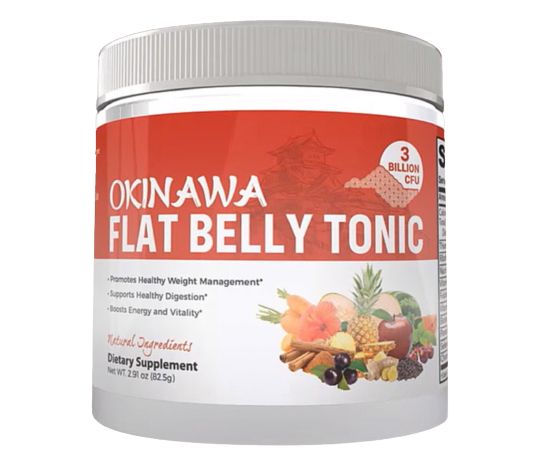 3
BILLION
CFU
OKINAWA
FLAT BELLY TONIC
• Promotes Healthy Weight Management*
• Supports Healthy Digestion*
• Boosts Energy and Vitality*
Natural Ingredients
Dietary Supplement
Net WT. 2.91 oz (82.5g)